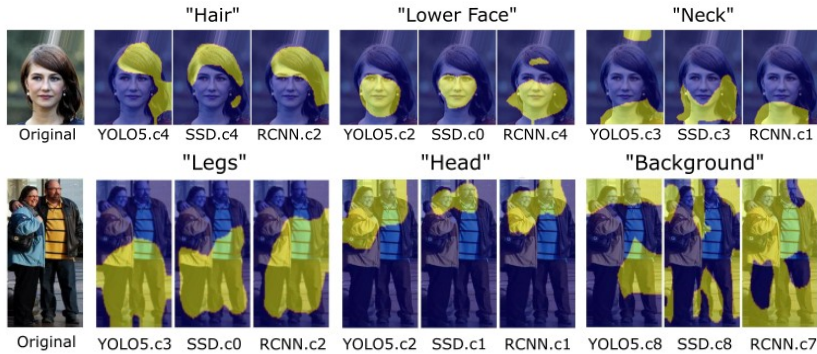 "Hair" "Lower Face" "Neck"
Original YOLO5.c4 SSD.c4 RCNN.c2 YOLO5.c2 SSD.c0 RCNN.c4 YOLO5.c3 SSD.c3 RCNN.c1
"Legs" "Head" "Background"
Original YOLO5.c3 SSD.c0 RCNN.c2 YOLO5.c2 SSD.c1 RCNN.c1 YOLO5.c8 SSD.c8 RCNN.c7